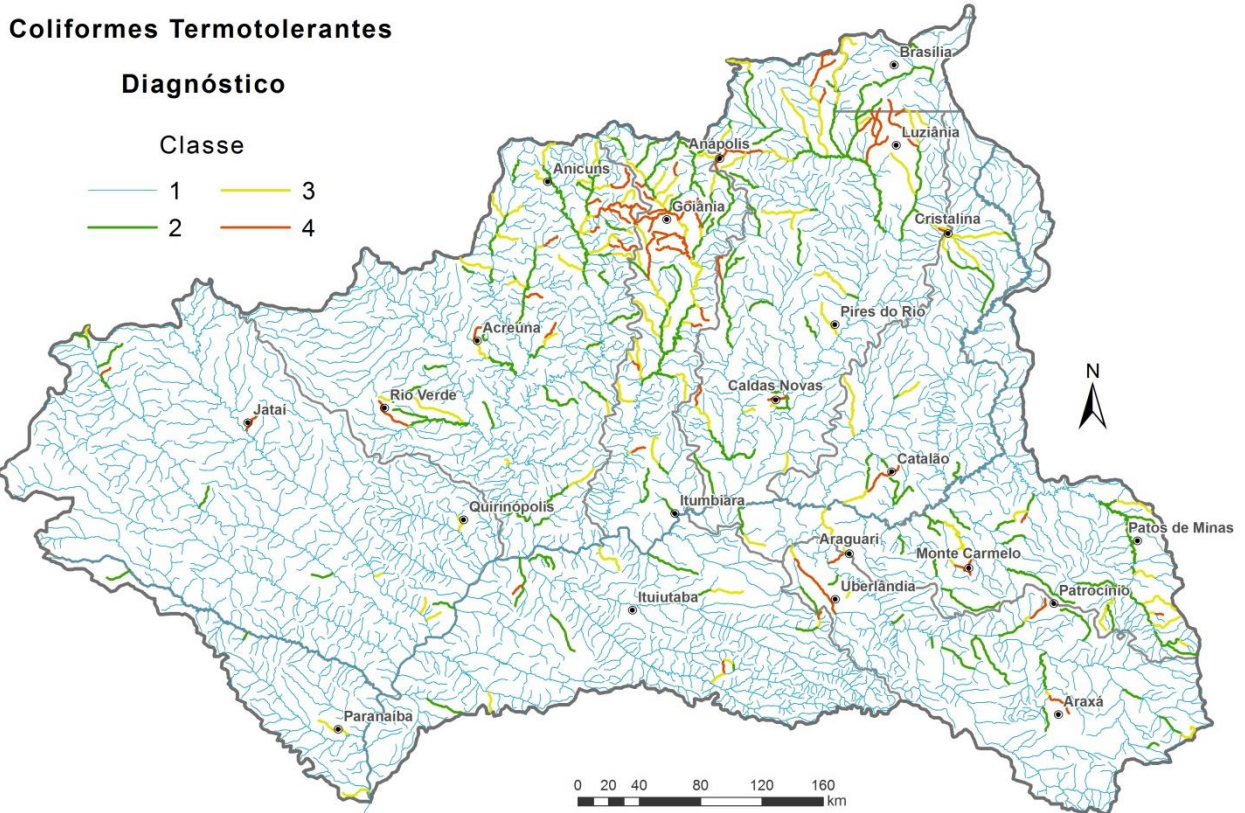 Coliformes Termotolerantes
Diagnóstico
Classe
1
3
2
4
Brasília
Luziânia
Anápolis
Anicuns
Goiânia
Cristalina
Pires do Rio
Acreúna
N
Caldas Novas
Rio Verde
Jataí
Catalão
Quirinópolis
Itumbiara
Patos de Minas
Araguari
Monte Carmelo
Uberlândia
Patrocínio
Ituiutaba
Araxá
Paranaíba
0 20 40 80 120 160
km